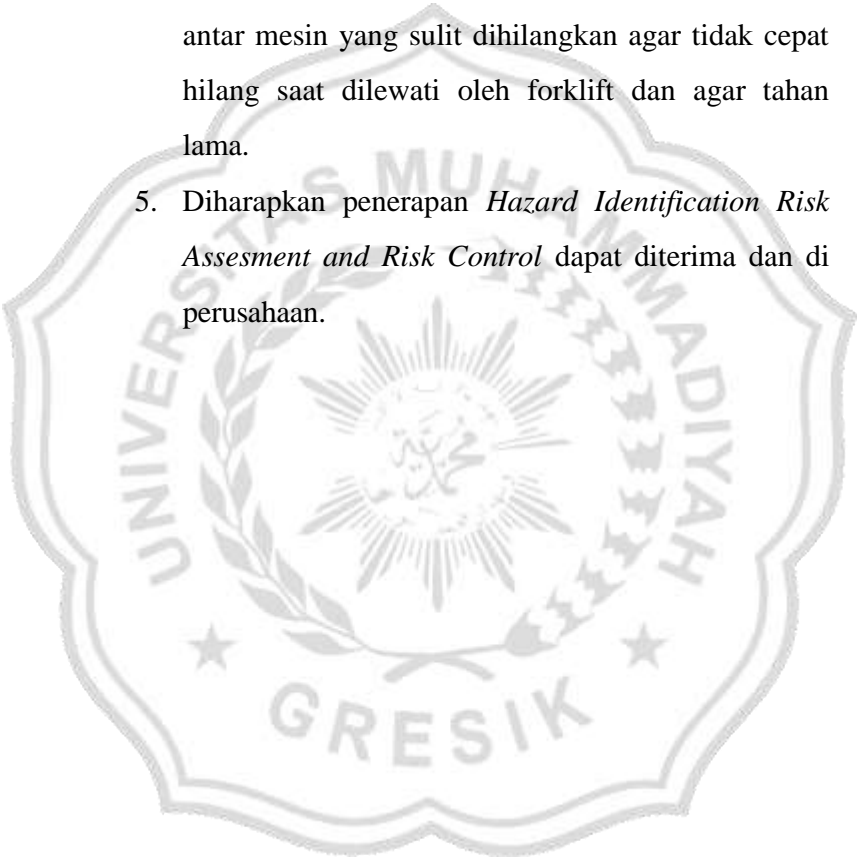 antar mesin yang sulit dihilangkan agar tidak cepat
hilang saat dilewati oleh forklift dan agar tahan
lama.
5. Diharapkan penerapan Hazard Identification Risk
Assesment and Risk Control dapat diterima dan di
perusahaan.
UNIVERSITAS MUHAMMADIYAH
GRESIK